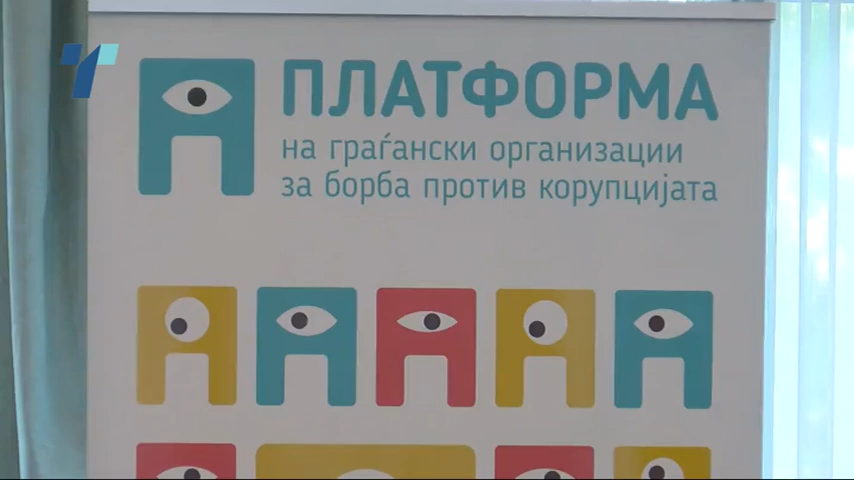 ПЛАТФОРМА
на граѓански организации
за борба против корупцијата